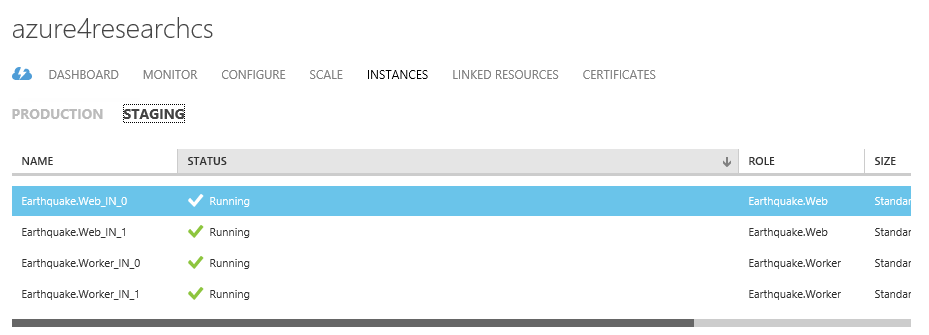 azure4researchcs
DASHBOARD MONITOR CONFIGURE SCALE INSTANCES LINKED RESOURCES CERTIFICATES
PRODUCTION STAGING
NAME STATUS ROLE SIZE
Earthquake.Web_IN_0 Running Earthquake.Web Standar
Earthquake.Web_IN_1 Running Earthquake.Web Standar
Earthquake.Worker_IN_0 Running Earthquake.Worker Standar
Earthquake.Worker_IN_1 Running Earthquake.Worker Standar